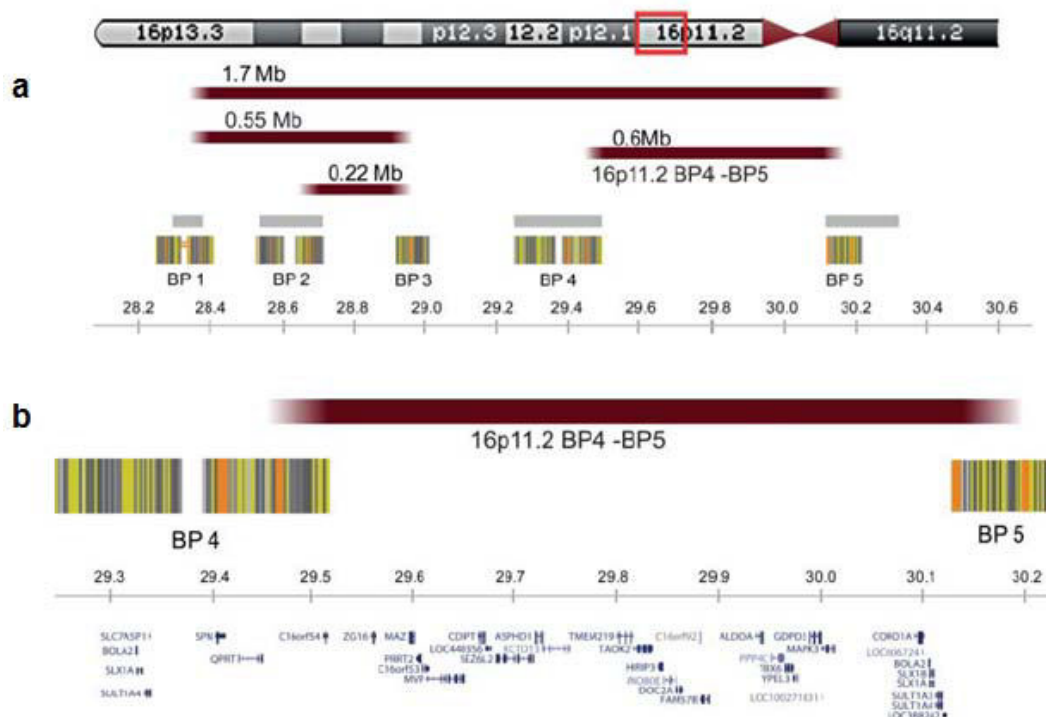 16p13.3 p12.3 12.2 p12.1 16p11.2 16q11.2
a
1.7 Mb
0.55 Mb
0.6Mb
16p11.2 BP4 -BP5
0.22 Mb
BP 1 BP 2 BP 3 BP 4 BP 5
28.2 28.4 28.6 28.8 29.0 29.2 29.4 29.6 29.8 30.0 30.2 30.4 30.6
b
16p11.2 BP4 -BP5
BP 4 BP 5
29.3 29.4 29.5 29.6 29.7 29.8 29.9 30.0 30.1 30.2
SPN C16orf54 ZG16 MAZ CDIPT ASPHD1 TMEM219 C16orf92 ALDOA GDPD3 CORO1A
BOLA2 QPRT PRRT2 LOC440356 KCTD13 TAOK2 PPP4C MAPK3
SLX1A C16orf53 SEZ6L2 HIRIP3 TBX6 BOLA2
MVP INO80E YPEL3 SLX1B
SULT1A4 DOC2A SLX1A
FAM57B SULT1A3
SULT1A4